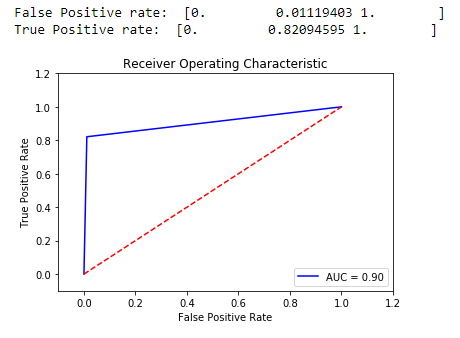 False Positive rate:  [0.         0.01119403 1.        ]
True Positive rate:  [0.         0.82094595 1.        ]
Receiver Operating Characteristic
1.2
1.0
0.8
0.6
0.4
0.2
0.0
True Positive Rate
AUC = 0.90
0.0 0.2 0.4 0.6 0.8 1.0 1.2
False Positive Rate